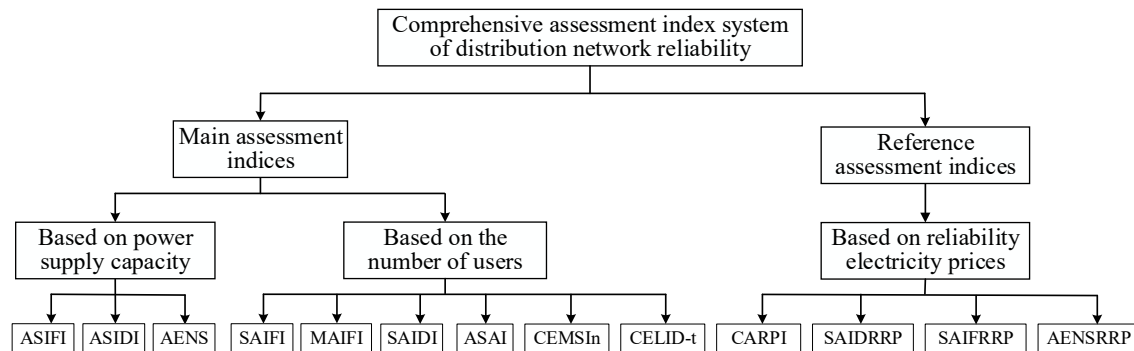 Comprehensive assessment index system
of distribution network reliability
Main assessment
indices
Reference
assessment indices
Based on power
supply capacity
Based on the
number of users
Based on reliability
electricity prices
ASIFI
ASIDI
AENS
SAIFI
MAIFI
SAIDI
ASAI
CEMSIn
CELID-t
CARPI
SAIDRRP
SAIFRRP
AENSRRP